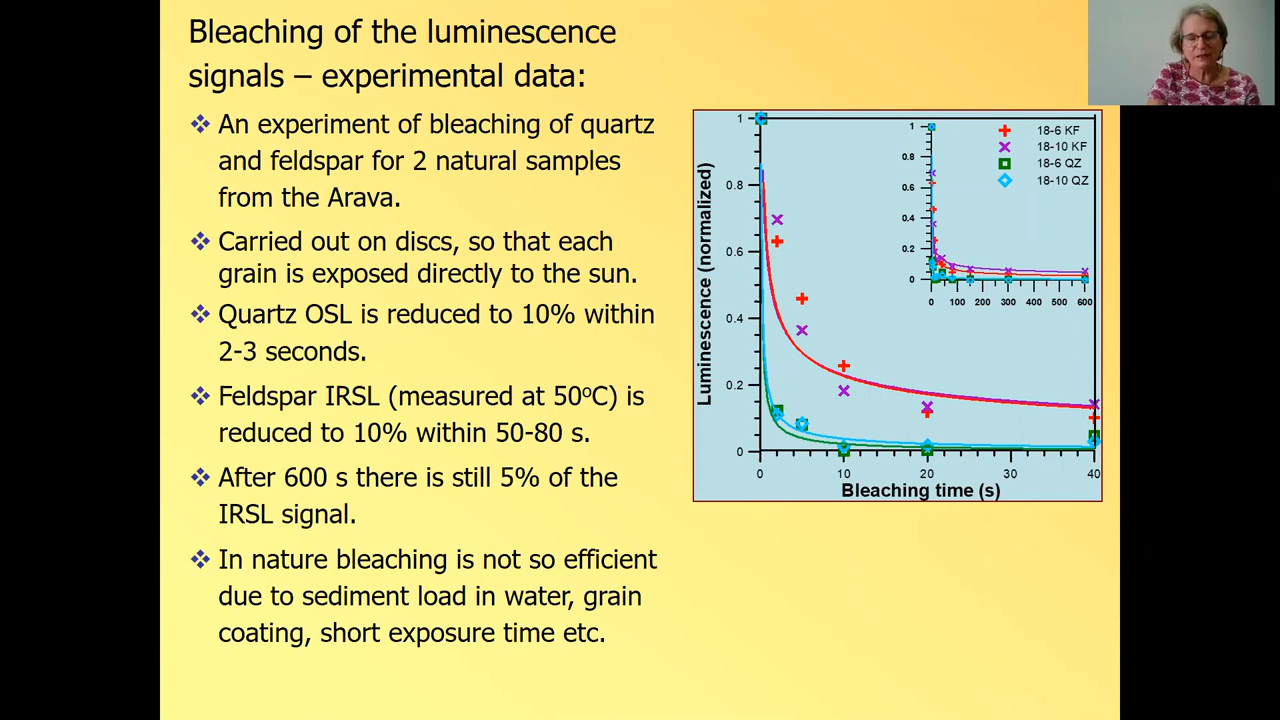 Bleaching of the luminescence
signals – experimental data:
❖ An experiment of bleaching of quartz
and feldspar for 2 natural samples
from the Arava.
❖ Carried out on discs, so that each
grain is exposed directly to the sun.
❖ Quartz OSL is reduced to 10% within
2-3 seconds.
❖ Feldspar IRSL (measured at 50ºC) is
reduced to 10% within 50-80 s.
❖ After 600 s there is still 5% of the
IRSL signal.
❖ In nature bleaching is not so efficient
due to sediment load in water, grain
coating, short exposure time etc.
Luminescence (normalized)
1
0.8
0.6
0.4
0.2
0
0 10 20 30 40
Bleaching time (s)
1
0.8
0.6
0.4
0.2
0
0 100 200 300 400 500 600
18-6 KF
18-10 KF
18-6 QZ
18-10 QZ